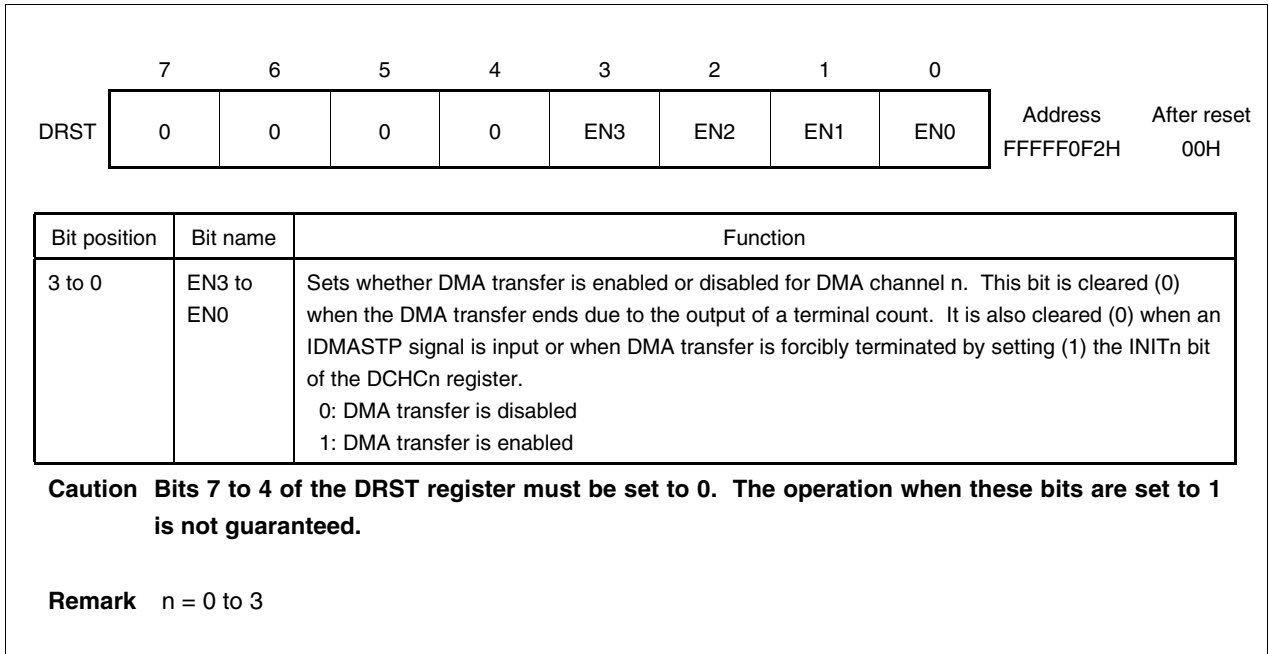 7 6 5 4 3 2 1 0
DRST 0 0 0 0 EN3 EN2 EN1 EN0 Address After reset
FFFFF0F2H 00H
Bit position Bit name Function
3 to 0 EN3 to Sets whether DMA transfer is enabled or disabled for DMA channel n. This bit is cleared (0)
EN0 when the DMA transfer ends due to the output of a terminal count. It is also cleared (0) when an
IDMASTP signal is input or when DMA transfer is forcibly terminated by setting (1) the INITn bit
of the DCHCn register.
0: DMA transfer is disabled
1: DMA transfer is enabled
Caution Bits 7 to 4 of the DRST register must be set to 0. The operation when these bits are set to 1
is not guaranteed.
Remark n = 0 to 3